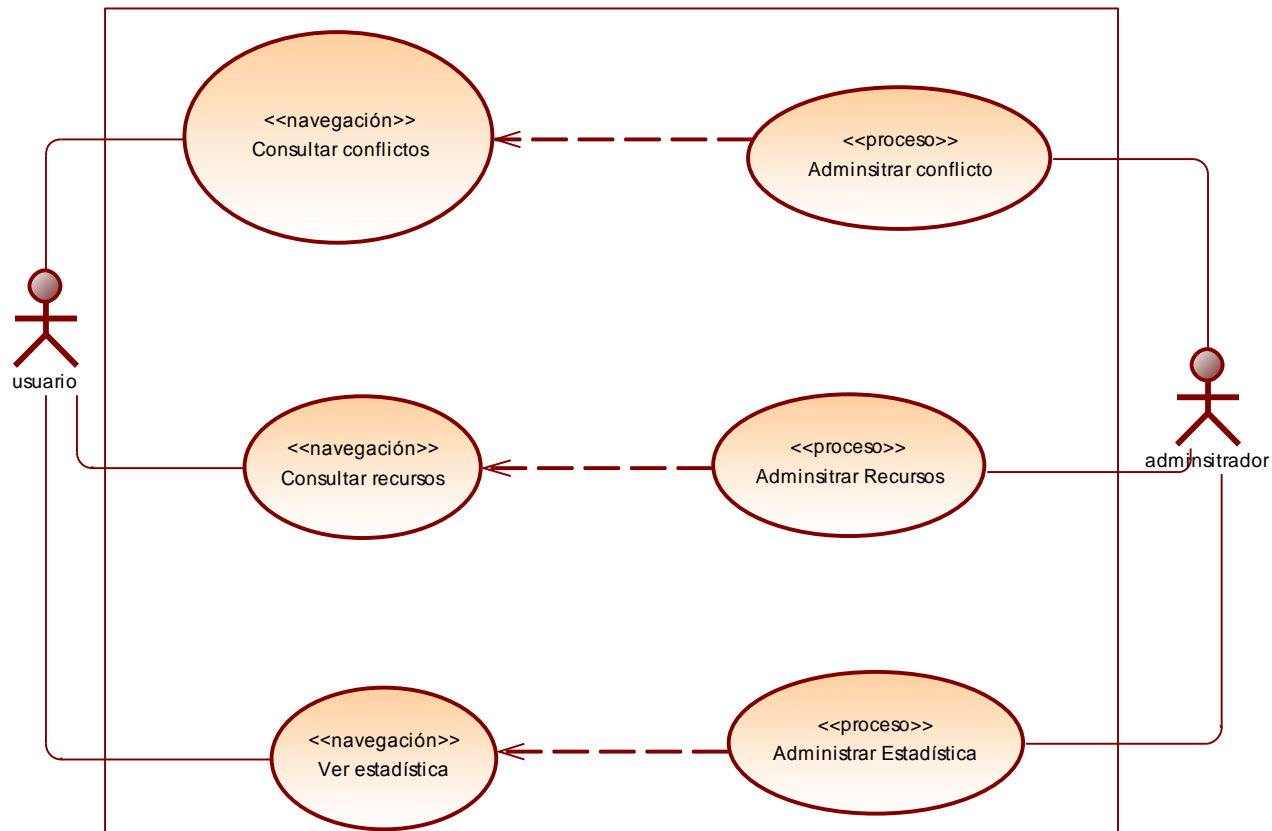 <<navegación>>
Consultar conflictos
<<proceso>>
Adminsitrar conflicto
usuario
<<navegación>>
Consultar recursos
<<proceso>>
Adminsitrar Recursos
adminsitrador
<<navegación>>
Ver estadística
<<proceso>>
Administrar Estadística